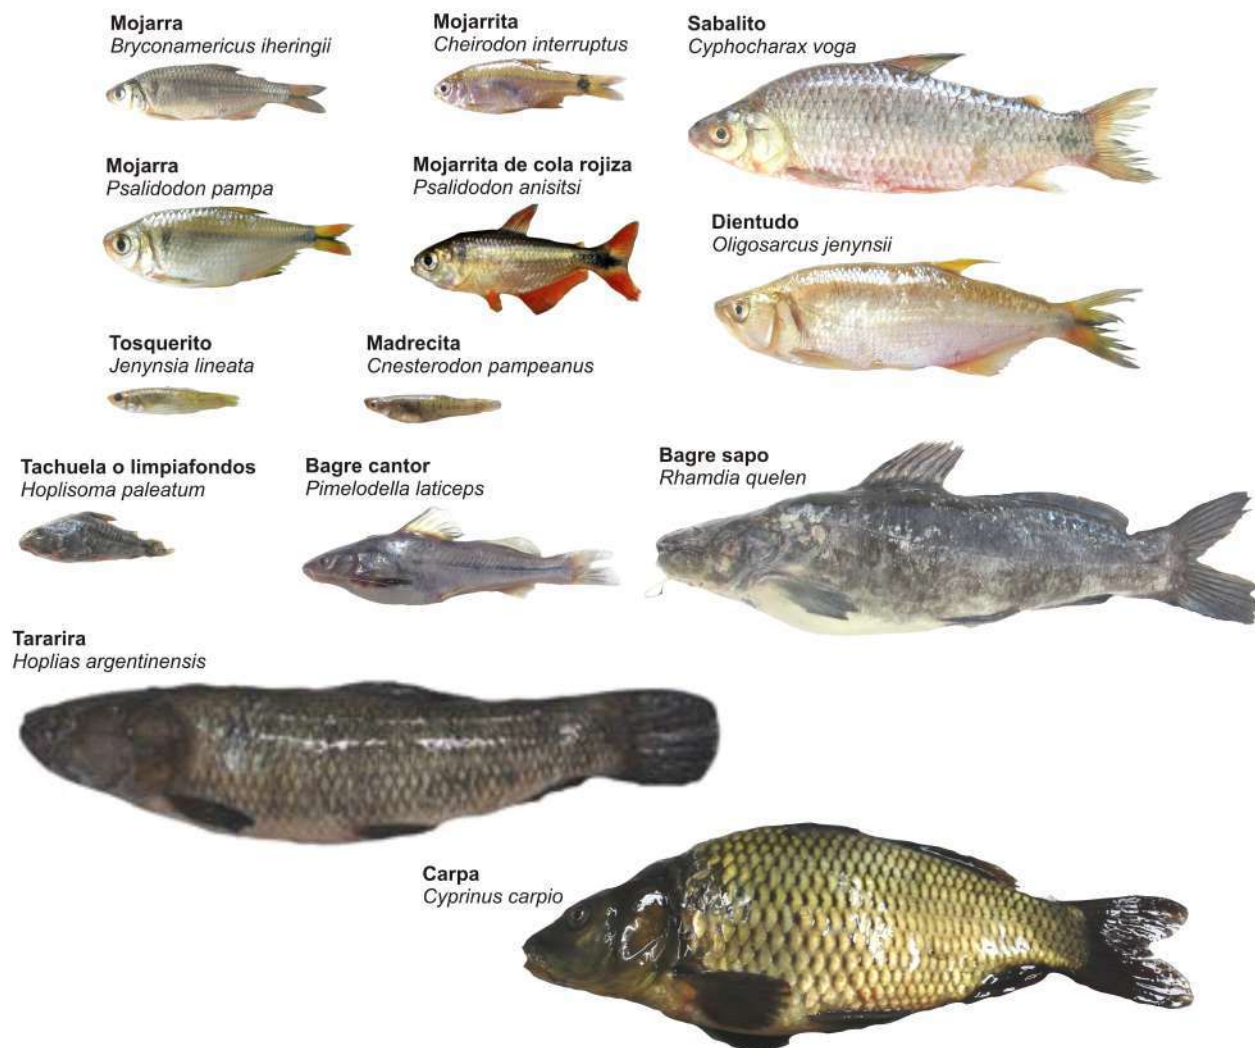 Mojarra
Bryconamericus iheringii
Mojarrita
Cheirodon interruptus
Sabalito
Cyphocharax voga
Mojarra
Psalidodon pampa
Mojarrita de cola rojiza
Psalidodon anisitsi
Dientudo
Oligosarcus jenynsii
Tosquerito
Jenynsia lineata
Madrecita
Cnesterodon pampeanus
Tachuela o limpiafondos
Hoplisoma paleatum
Bagre cantor
Pimelodella laticeps
Bagre sapo
Rhamdia quelen
Tararira
Hoplias argentinensis
Carpa
Cyprinus carpio